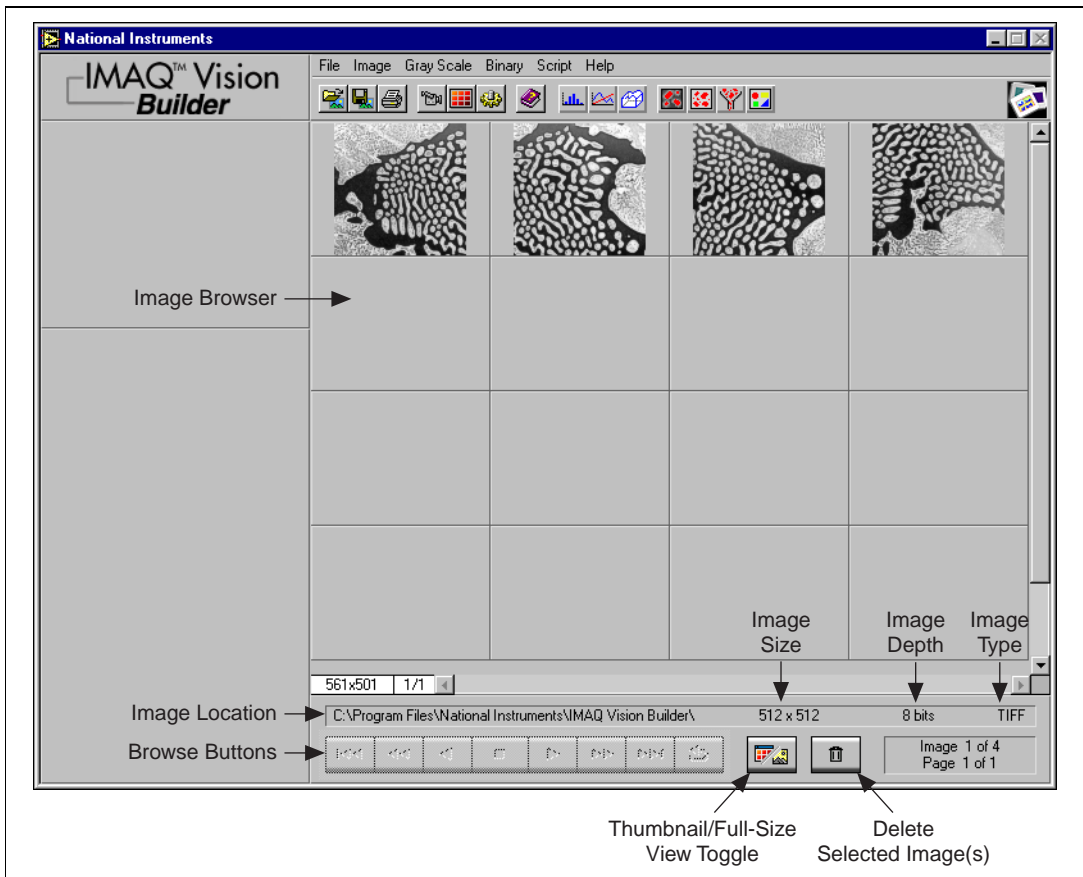 National Instruments
IMAQ™ Vision
Builder
File Image Gray Scale Binary Script Help
Image Browser
Image Size
Image Depth
Image Type
561x501 1/1
Image Location
C:\Program Files\National Instruments\IMAQ Vision Builder\ 512 x 512 8 bits TIFF
Browse Buttons
Image 1 of 4
Page 1 of 1
Thumbnail/Full-Size
View Toggle
Delete
Selected Image(s)